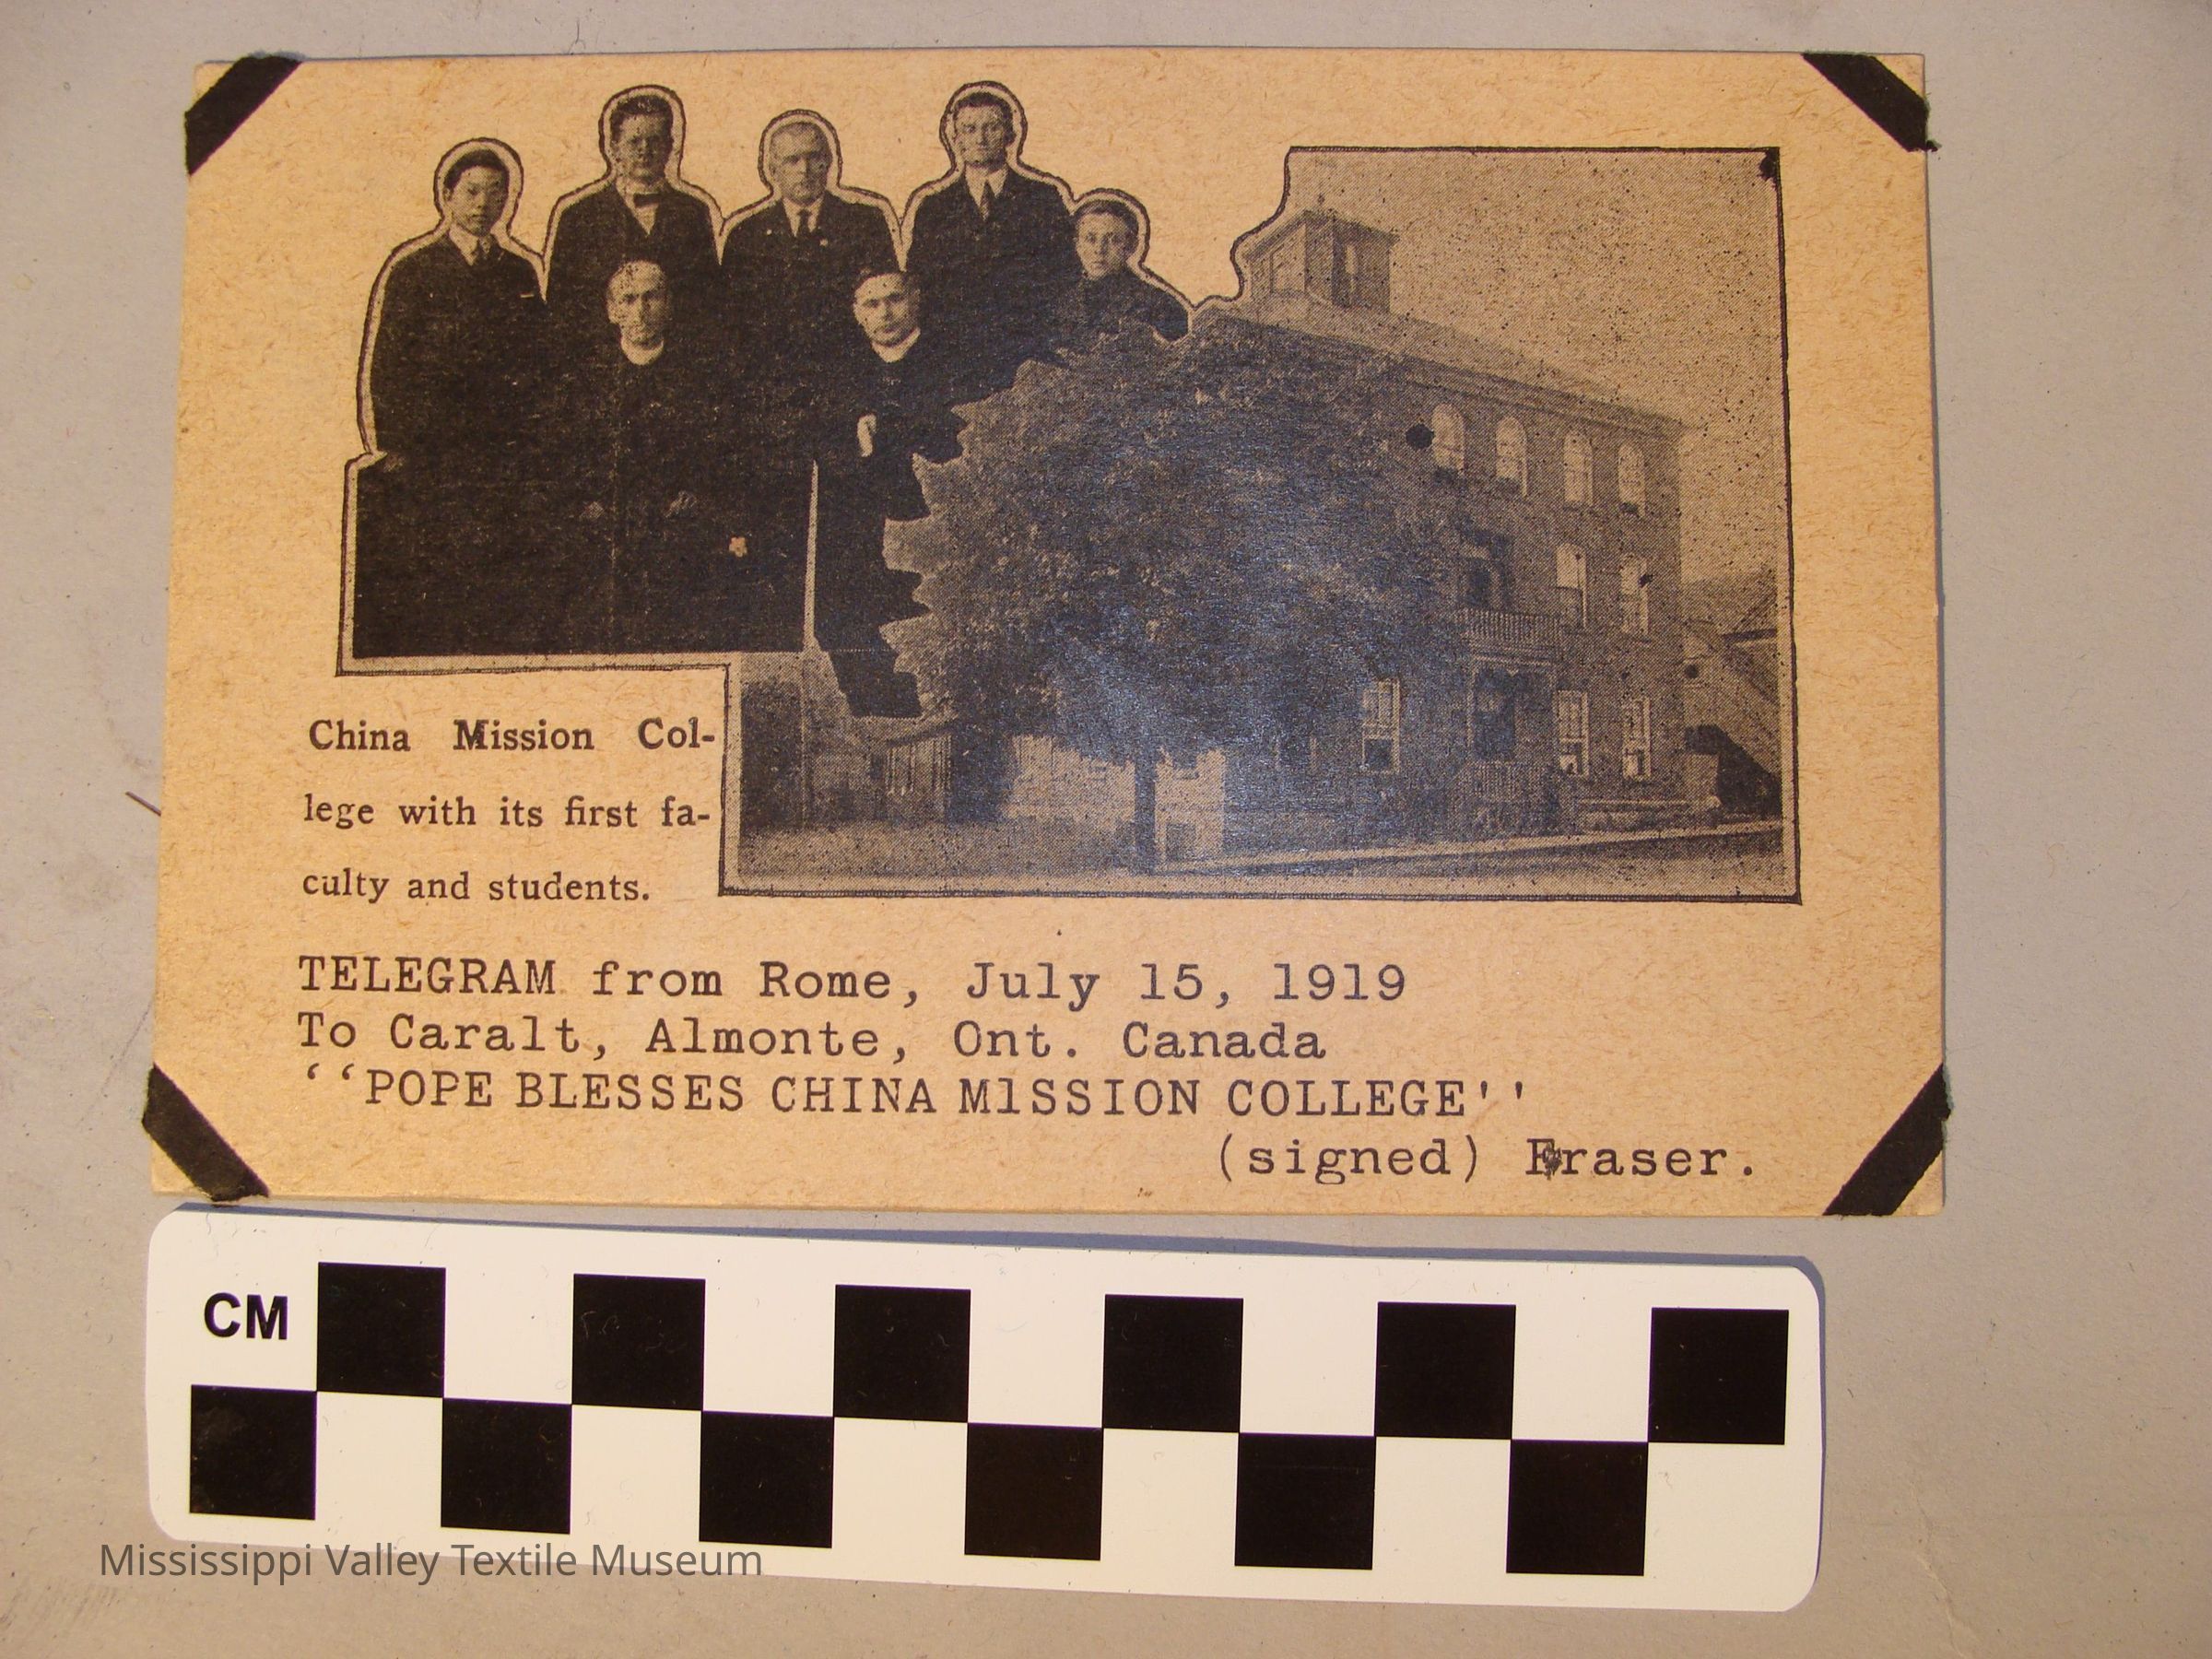 China Mission Col-
lege with its first fa-
culty and students.
TELEGRAM from Rome, July 15, 1919
To Caralt, Almonte, Ont. Canada
‘‘POPE BLESSES CHINA M1SSION COLLEGE''
(signed) Fraser.
CM
Mississippi Valley Textile Museum